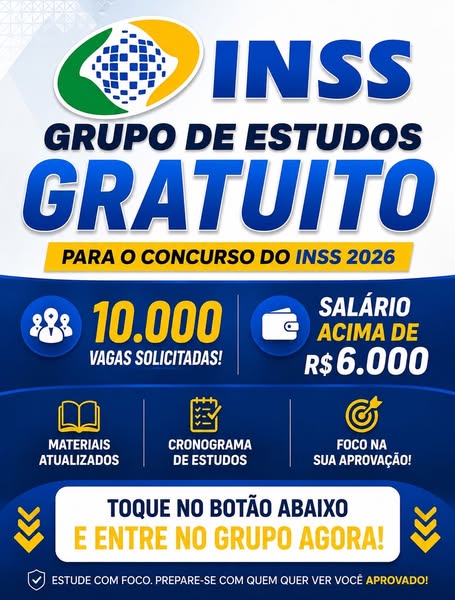 INSS
GRUPO DE ESTUDOS
GRATUITO
PARA O CONCURSO DO INSS 2026
10.000
VAGAS SOLICITADAS!
SALÁRIO
ACIMA DE
R$ 6.000
MATERIAIS
ATUALIZADOS
CRONOGRAMA
DE ESTUDOS
FOCO NA
SUA APROVAÇÃO!
TOQUE NO BOTÃO ABAIXO
E ENTRE NO GRUPO AGORA!
ESTUDE COM FOCO. PREPARE-SE COM QUEM QUER VER VOCÊ APROVADO!